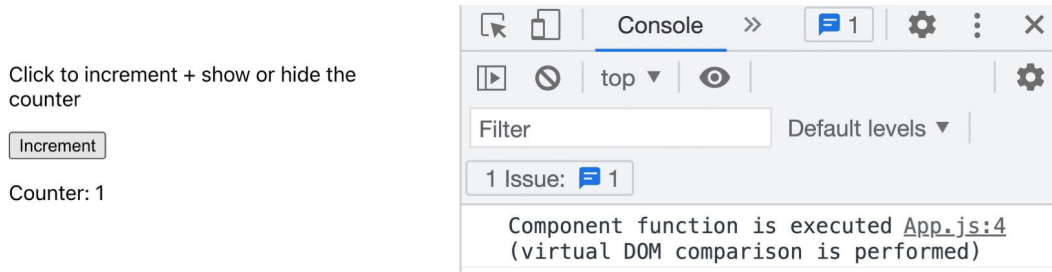 Click to increment + show or hide the
counter
Increment
Counter: 1
Console
1
top
Filter
Default levels
1 Issue: 1
Component function is executed App.js:4
(virtual DOM comparison is performed)